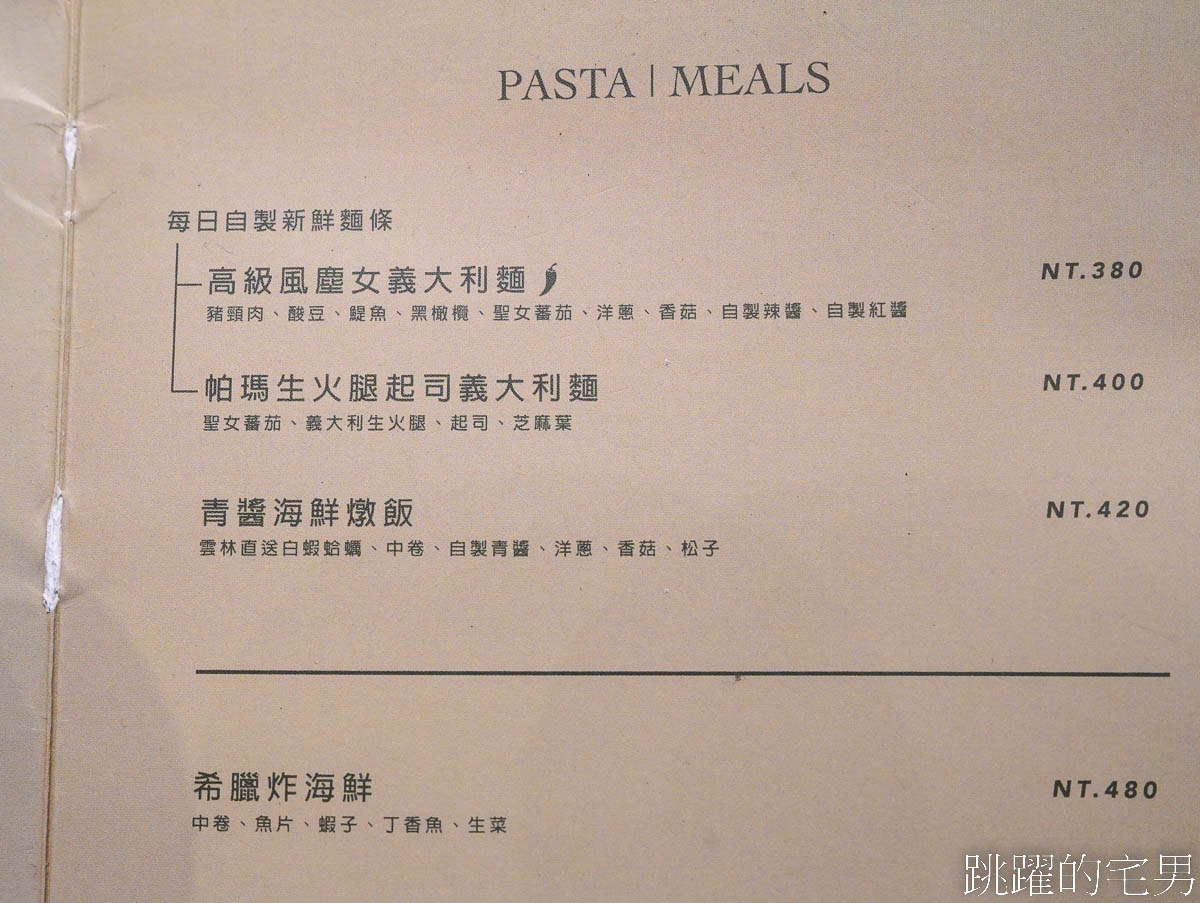 PASTA | MEALS
每日自製新鮮麵條
高級風塵女義大利麵
NT.380
豬頸肉、酸豆、鯷魚、黑橄欖、聖女蕃茄、洋蔥、香菇、自製辣醬、自製紅醬
帕瑪生火腿起司義大利麵
NT.400
聖女蕃茄、義大利生火腿、起司、芝麻葉
青醬海鮮燉飯
NT.420
雲林直送白蝦蛤蠣、中卷、自製青醬、洋蔥、香菇、松子
希臘炸海鮮
NT.480
中卷、魚片、蝦子、丁香魚、生菜
跳躍的宅男